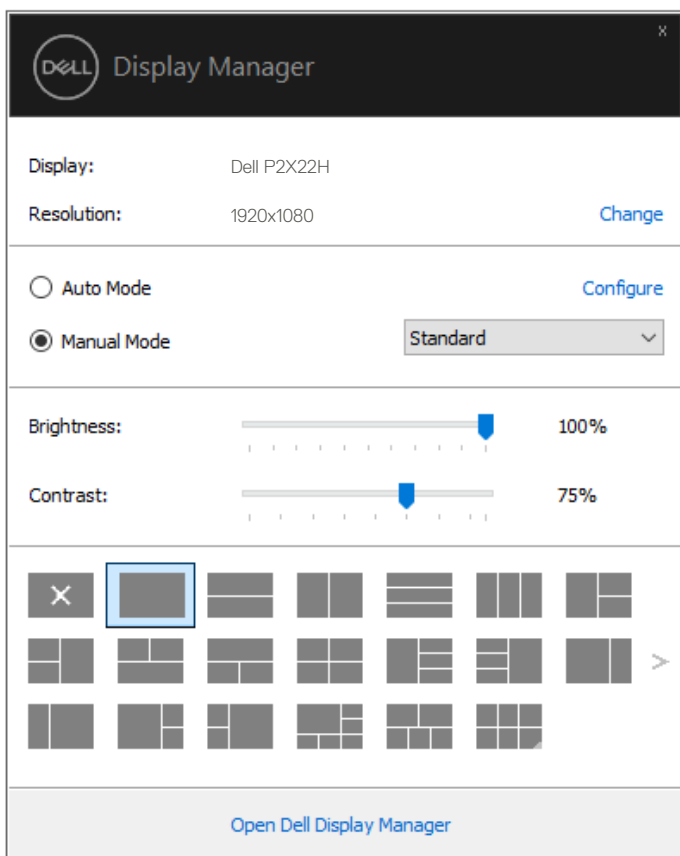 x
DELL Display Manager
Display: Dell P2X22H
Resolution: 1920x1080 Change
Auto Mode Configure
Manual Mode Standard
Brightness: 100%
Contrast: 75%
Open Dell Display Manager